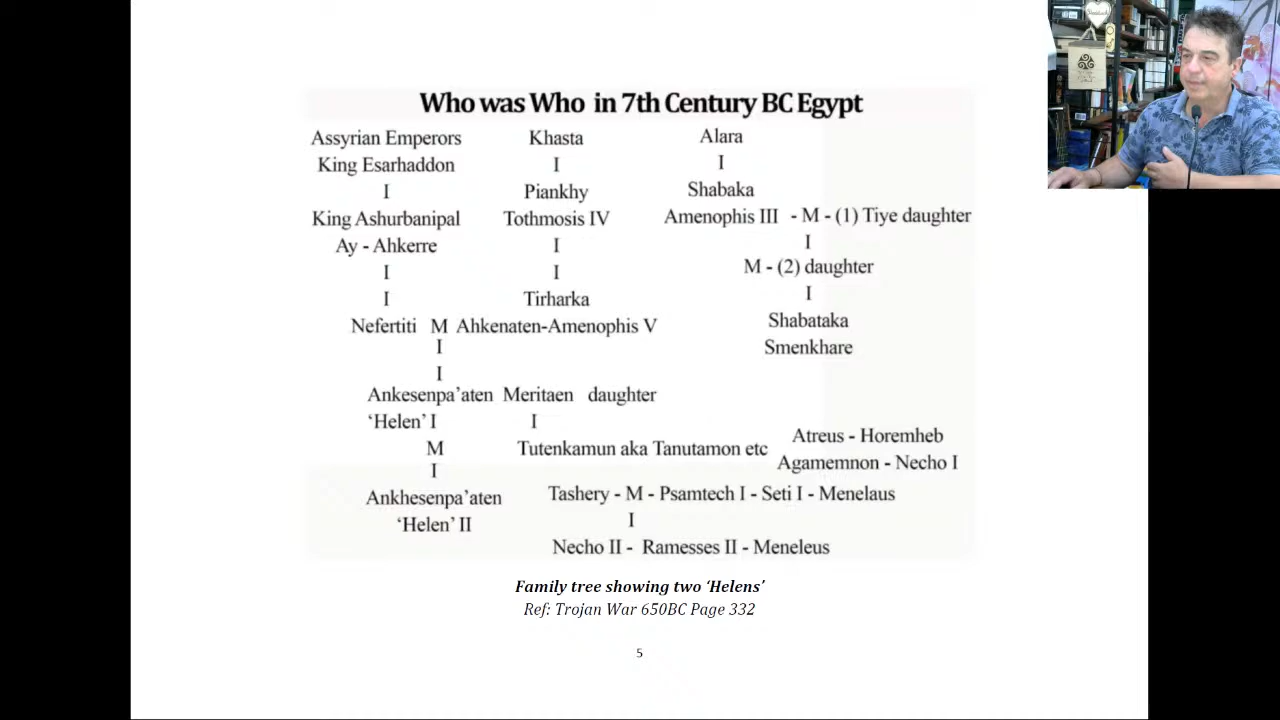 Who was Who in 7th Century BC Egypt
Assyrian Emperors Khasta Alara
King Esarhaddon I I
I Piankhy Shabaka
King Ashurbanipal Tothmosis IV Amenophis III - M - (1) Tiye daughter
Ay - Ahkerre I I
I I M - (2) daughter
I Tirharka I
Nefertiti M Ahkenaten-Amenophis V Shabataka
I Smenkhare
I
Ankesenpa’aten Meritaen daughter
‘Helen’ I I
M Tutenkamun aka Tanutamon etc Atreus - Horemheb
I Agamemnon - Necho I
Ankhesenpa’aten Tashery - M - Psamtech I - Seti I - Menelaus
‘Helen’ II I
Necho II - Ramesses II - Meneleus
Family tree showing two ‘Helens’
Ref: Trojan War 650BC Page 332
5